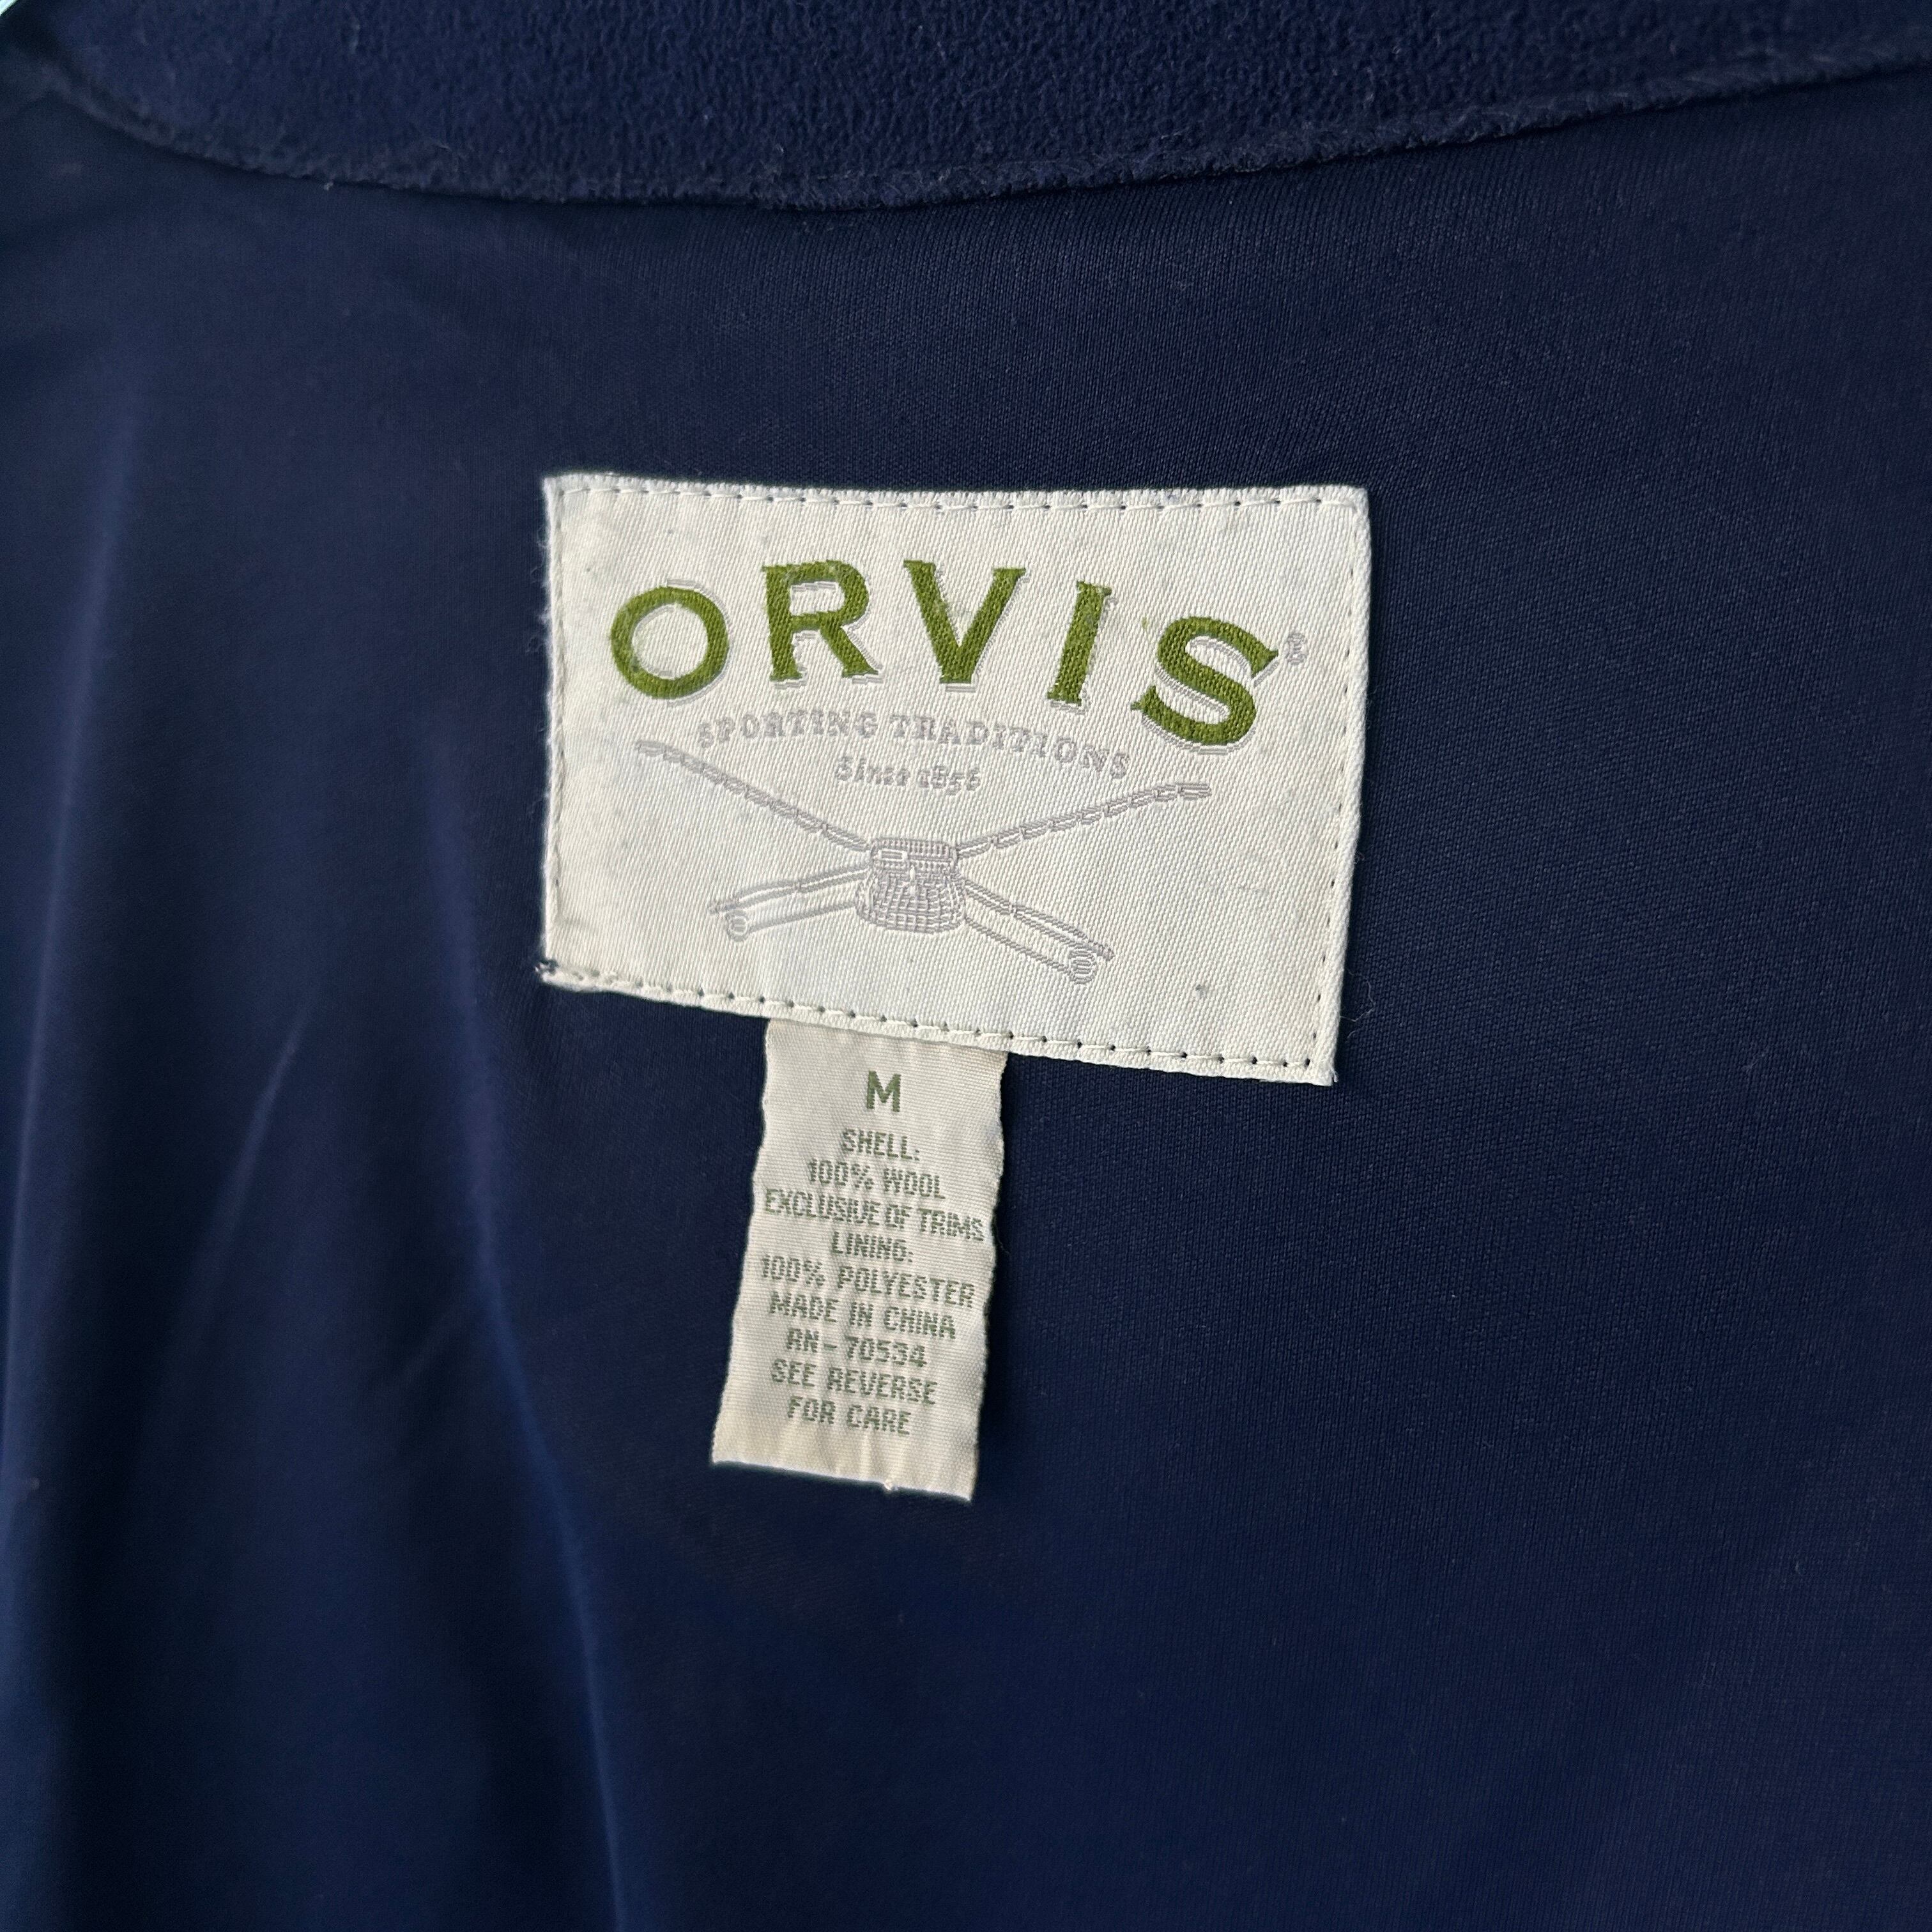 ORVIS®
SPORTING TRADITIONS
Since 1856
M
SHELL:
100% WOOL
EXCLUSIVE OF TRIMS
LINING:
100% POLYESTER
MADE IN CHINA
RN-70534
SEE REVERSE
FOR CARE